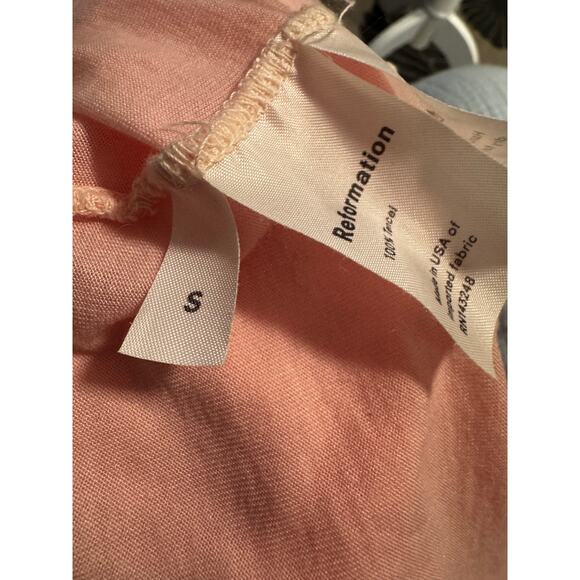 Reformation
100% tencel
Made in USA of
imported fabric
RN143248
S